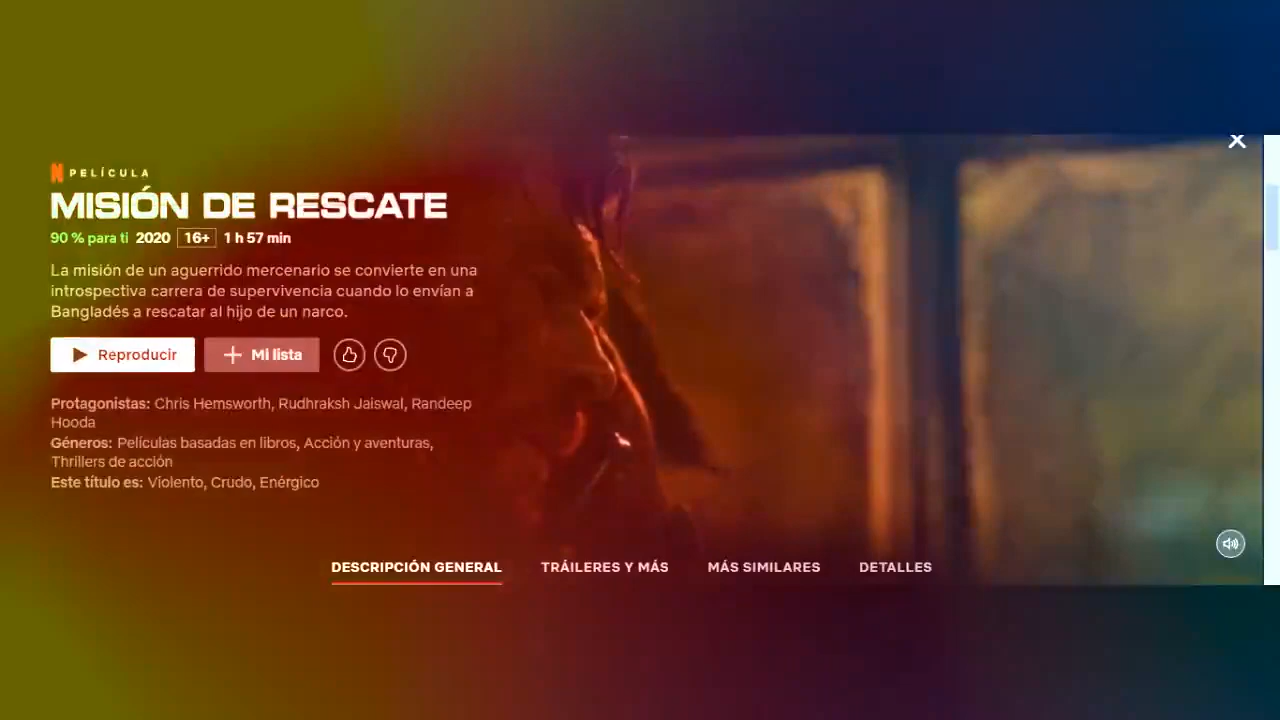 N PELÍCULA
MISIÓN DE RESCATE
90 % para ti 2020 16+ 1 h 57 min
La misión de un aguerrido mercenario se convierte en una
introspectiva carrera de supervivencia cuando lo envían a
Bangladés a rescatar al hijo de un narco.
Reproducir Mi lista
Protagonistas: Chris Hemsworth, Rudhraksh Jaiswal, Randeep
Hooda
Géneros: Películas basadas en libros, Acción y aventuras,
Thrillers de acción
Este título es: Violento, Crudo, Enérgico
DESCRIPCIÓN GENERAL TRÁILERES Y MÁS MÁS SIMILARES DETALLES